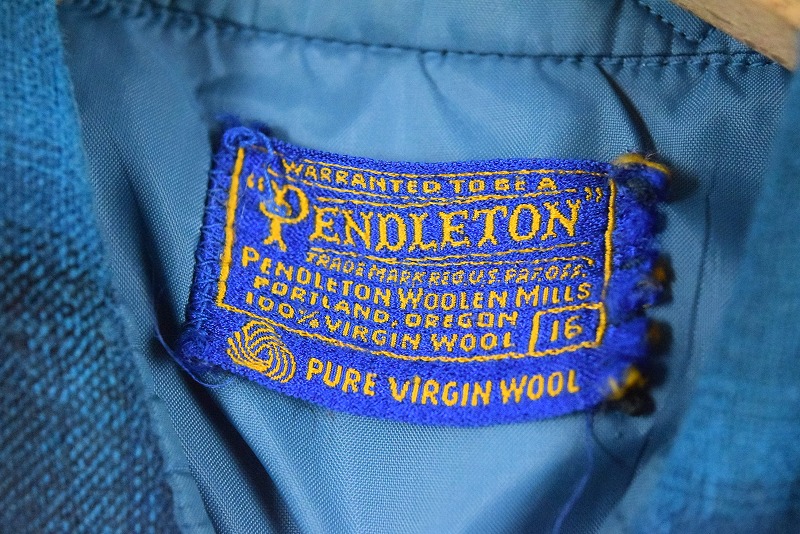 WARRANTED TO BE A
"PENDLETON"
TRADE MARK REG. U.S. PAT. OFF.
PENDLETON WOOLEN MILLS
PORTLAND, OREGON
100% VIRGIN WOOL 16
PURE VIRGIN WOOL